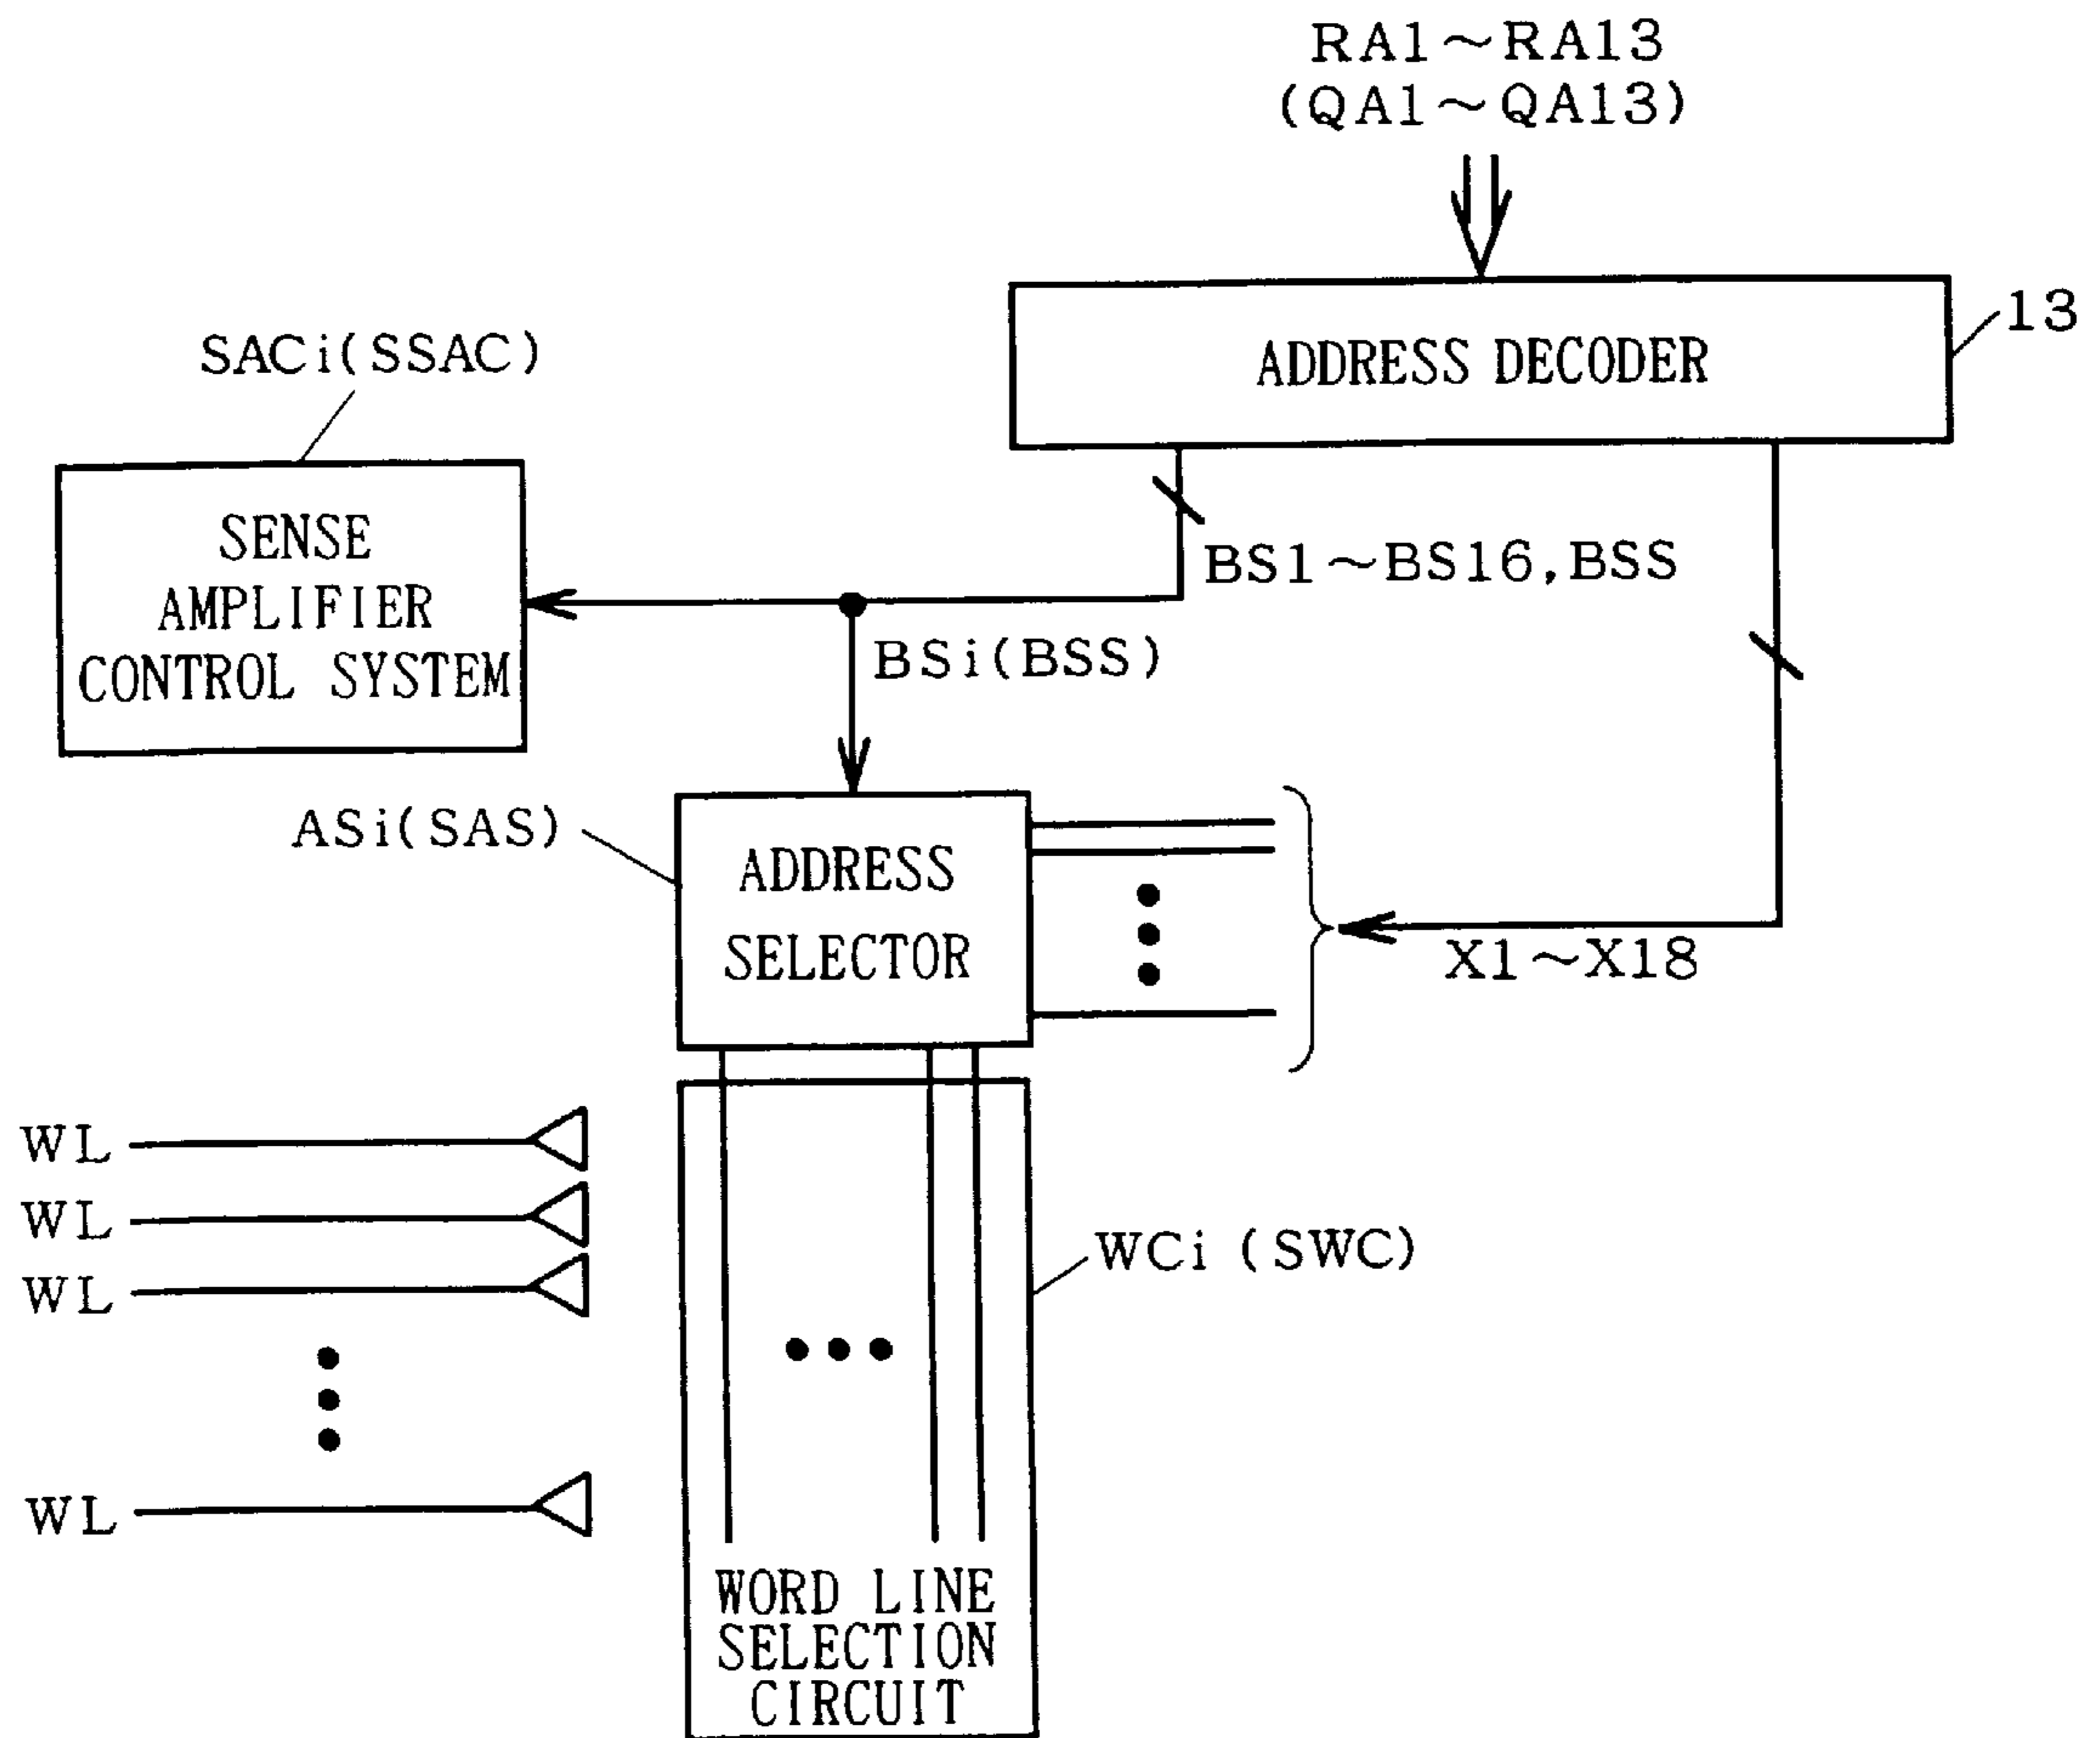 RA1~RA13
(QA1~QA13)
13
ADDRESS DECODER
SACi(SSAC)
SENSE
AMPLIFIER
CONTROL SYSTEM
BS1~BS16,BSS
BSi(BSS)
ASi(SAS)
ADDRESS
SELECTOR
X1~X18
WL
WL
WL
WL
WCi(SWC)
WORD LINE
SELECTION
CIRCUIT